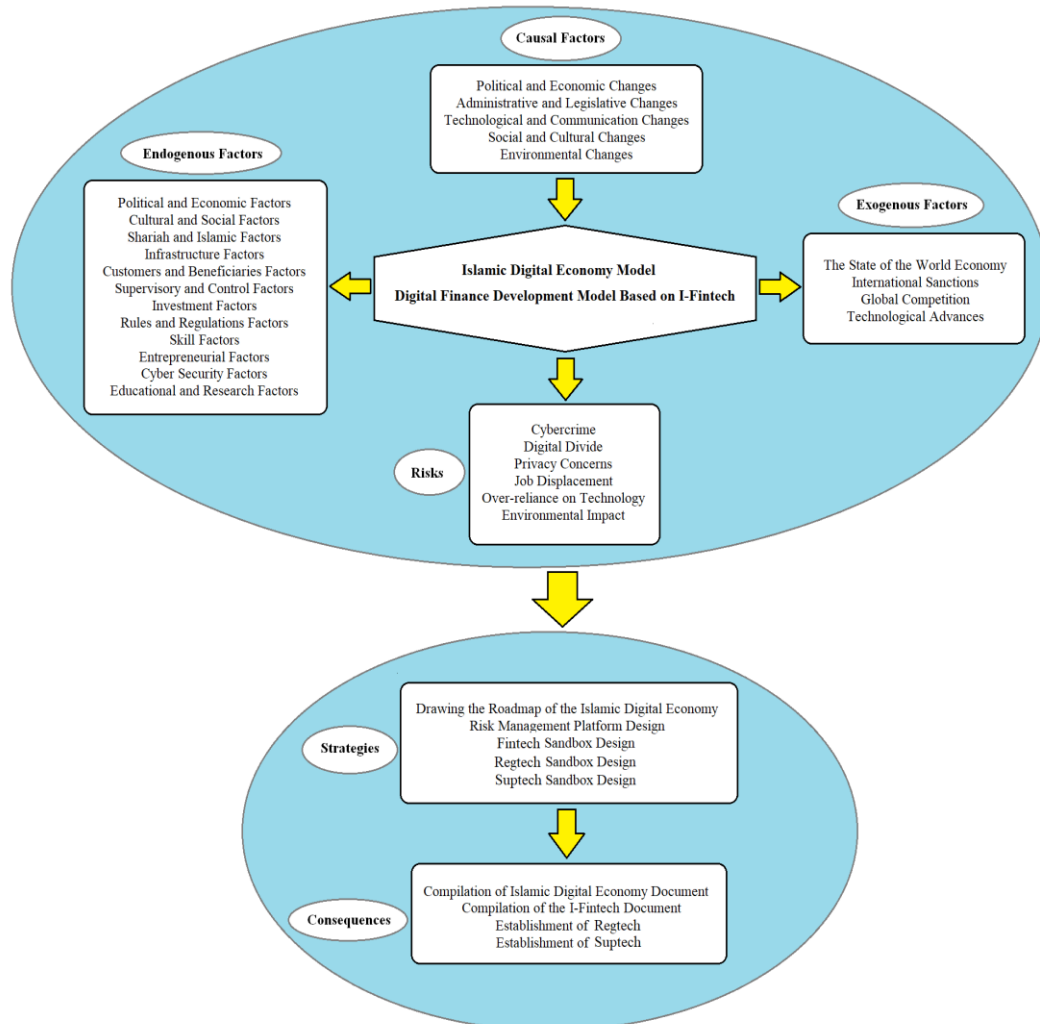 Causal Factors
Political and Economic Changes
Administrative and Legislative Changes
Technological and Communication Changes
Social and Cultural Changes
Environmental Changes
Endogenous Factors
Political and Economic Factors
Cultural and Social Factors
Shariah and Islamic Factors
Infrastructure Factors
Customers and Beneficiaries Factors
Supervisory and Control Factors
Investment Factors
Rules and Regulations Factors
Skill Factors
Entrepreneurial Factors
Cyber Security Factors
Educational and Research Factors
Islamic Digital Economy Model
Digital Finance Development Model Based on I-Fintech
Exogenous Factors
The State of the World Economy
International Sanctions
Global Competition
Technological Advances
Risks
Cybercrime
Digital Divide
Privacy Concerns
Job Displacement
Over-reliance on Technology
Environmental Impact
Strategies
Drawing the Roadmap of the Islamic Digital Economy
Risk Management Platform Design
Fintech Sandbox Design
Regtech Sandbox Design
Suptech Sandbox Design
Consequences
Compilation of Islamic Digital Economy Document
Compilation of the I-Fintech Document
Establishment of Regtech
Establishment of Suptech